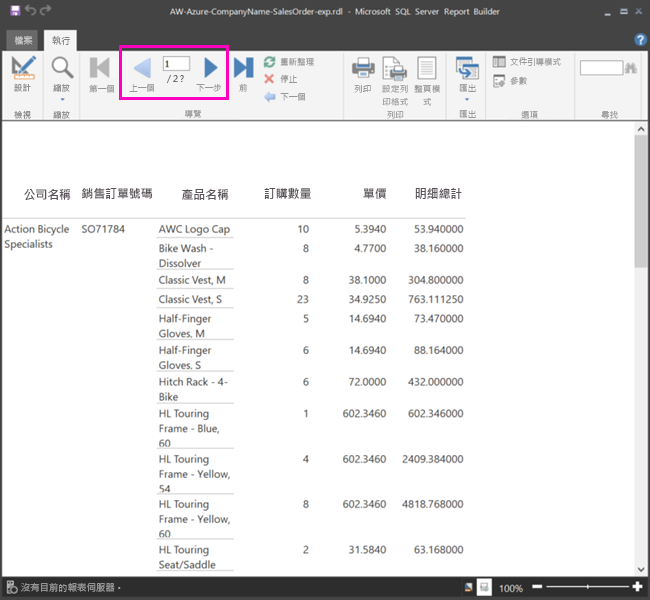 AW-Azure-CompanyName-SalesOrder-exp.rdl - Microsoft SQL Server Report Builder
檔案 執行
設計
檢視
縮放
縮放
第一個
上一個
1
/ 2 ?
下一步
前
重新整理
停止
下一個
導覽
列印
設定列印格式
整頁模式
列印
匯出
匯出
文件引導模式
參數
選項
尋找
公司名稱 銷售訂單號碼 產品名稱 訂購數量 單價 明細總計
Action Bicycle Specialists SO71784 AWC Logo Cap 10 5.3940 53.940000
Bike Wash - Dissolver 8 4.7700 38.160000
Classic Vest, M 8 38.1000 304.800000
Classic Vest, S 23 34.9250 763.111250
Half-Finger Gloves, M 5 14.6940 73.470000
Half-Finger Gloves, S 6 14.6940 88.164000
Hitch Rack - 4-Bike 6 72.0000 432.000000
HL Touring Frame - Blue, 60 1 602.3460 602.346000
HL Touring Frame - Yellow, 54 4 602.3460 2409.384000
HL Touring Frame - Yellow, 60 8 602.3460 4818.768000
HL Touring Seat/Saddle 2 31.5840 63.168000
沒有目前的報表伺服器。
100%